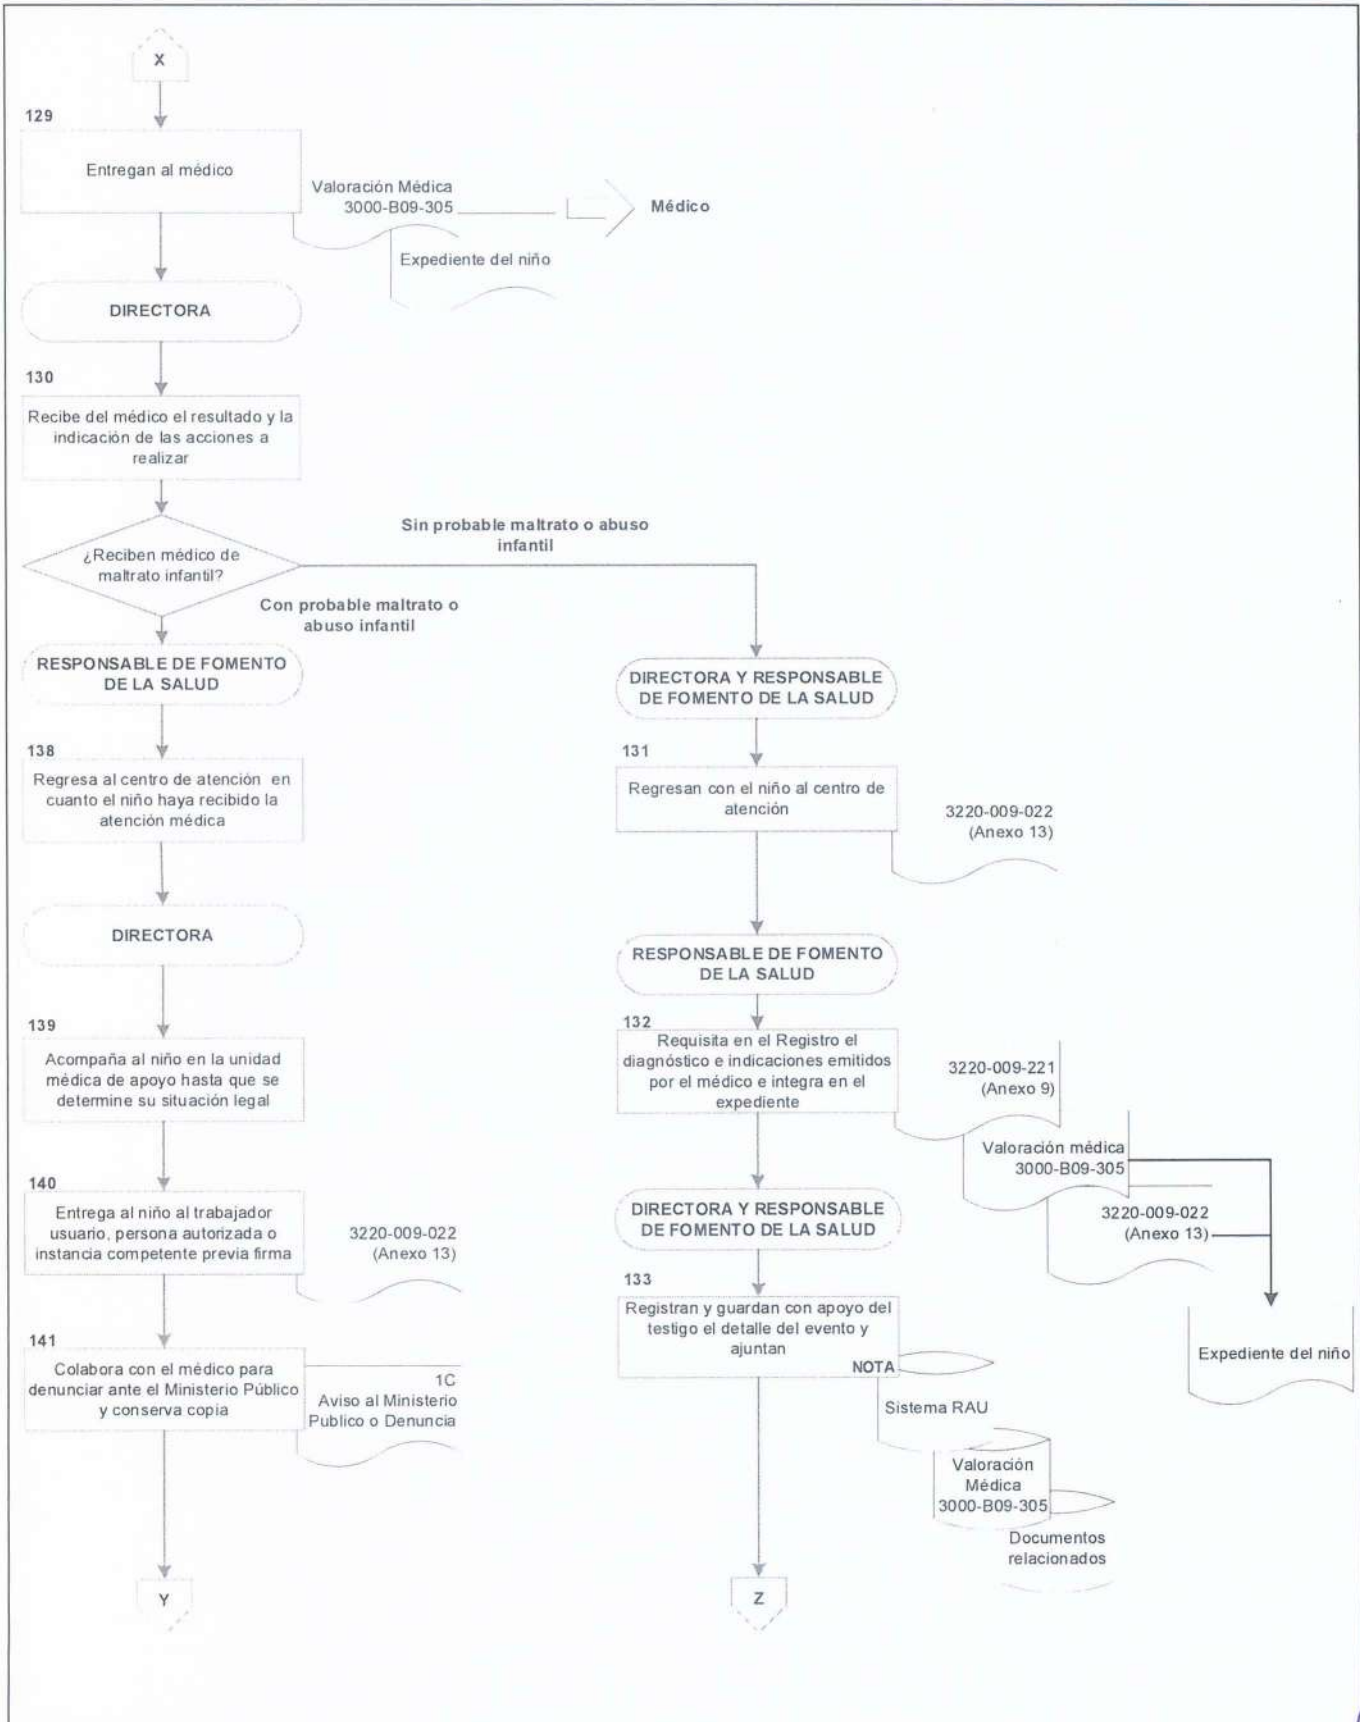 X
129
Entregan al médico
Valoración Médica
3000-B09-305
Médico
Expediente del niño
DIRECTORA
130
Recibe del médico el resultado y la
indicación de las acciones a
realizar
¿Reciben médico de
maltrato infantil?
Sin probable maltrato o abuso
infantil
Con probable maltrato o
abuso infantil
RESPONSABLE DE FOMENTO
DE LA SALUD
138
Regresa al centro de atención en
cuanto el niño haya recibido la
atención médica
DIRECTORA
139
Acompaña al niño en la unidad
médica de apoyo hasta que se
determine su situación legal
140
Entrega al niño al trabajador
usuario, persona autorizada o
instancia competente previa firma
3220-009-022
(Anexo 13)
141
Colabora con el médico para
denunciar ante el Ministerio Público
y conserva copia
1C
Aviso al Ministerio
Publico o Denuncia
Y
DIRECTORA Y RESPONSABLE
DE FOMENTO DE LA SALUD
131
Regresan con el niño al centro de
atención
3220-009-022
(Anexo 13)
RESPONSABLE DE FOMENTO
DE LA SALUD
132
Requisita en el Registro el
diagnóstico e indicaciones emitidos
por el médico e integra en el
expediente
3220-009-221
(Anexo 9)
Valoración médica
3000-B09-305
3220-009-022
(Anexo 13)
Expediente del niño
DIRECTORA Y RESPONSABLE
DE FOMENTO DE LA SALUD
133
Registran y guardan con apoyo del
testigo el detalle del evento y
ajuntan
NOTA
Sistema RAU
Valoración
Médica
3000-B09-305
Documentos
relacionados
Z